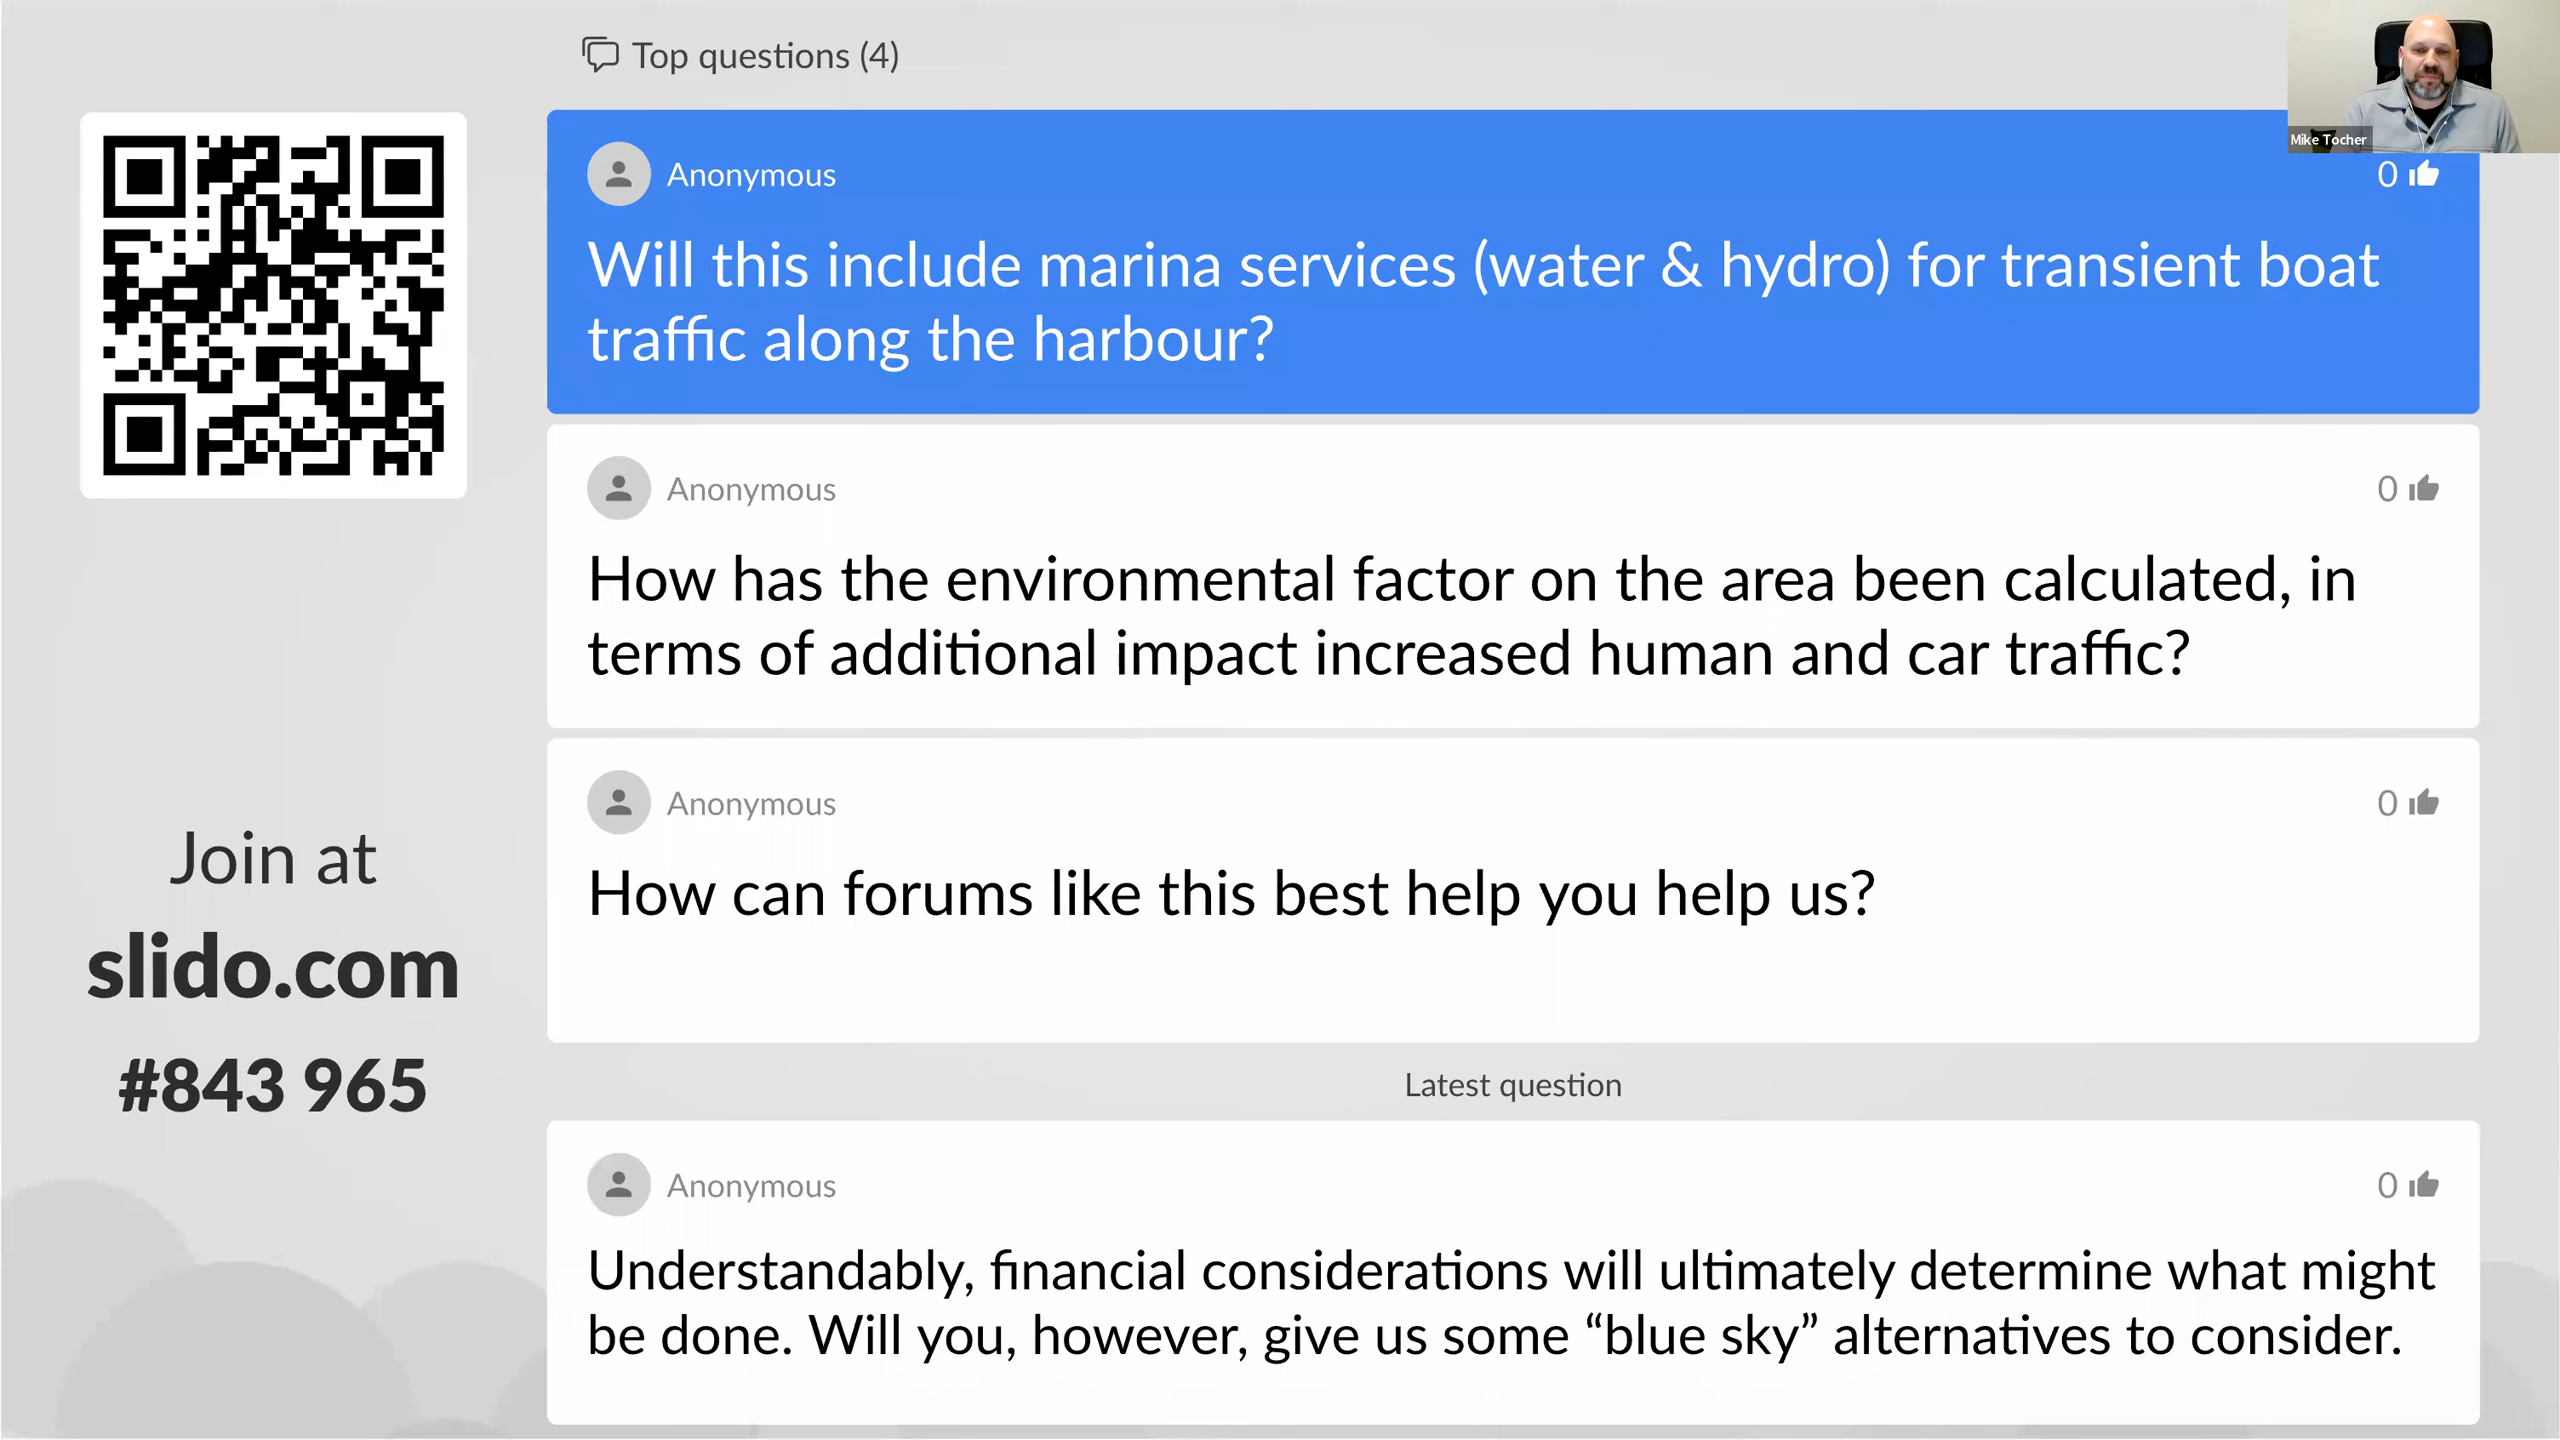 Top questions (4)
Mike Tocher
Anonymous
0
Will this include marina services (water & hydro) for transient boat
traffic along the harbour?
Anonymous
0
How has the environmental factor on the area been calculated, in
terms of additional impact increased human and car traffic?
Anonymous
0
How can forums like this best help you help us?
Join at
slido.com
#843 965
Latest question
Anonymous
0
Understandably, financial considerations will ultimately determine what might
be done. Will you, however, give us some “blue sky” alternatives to consider.